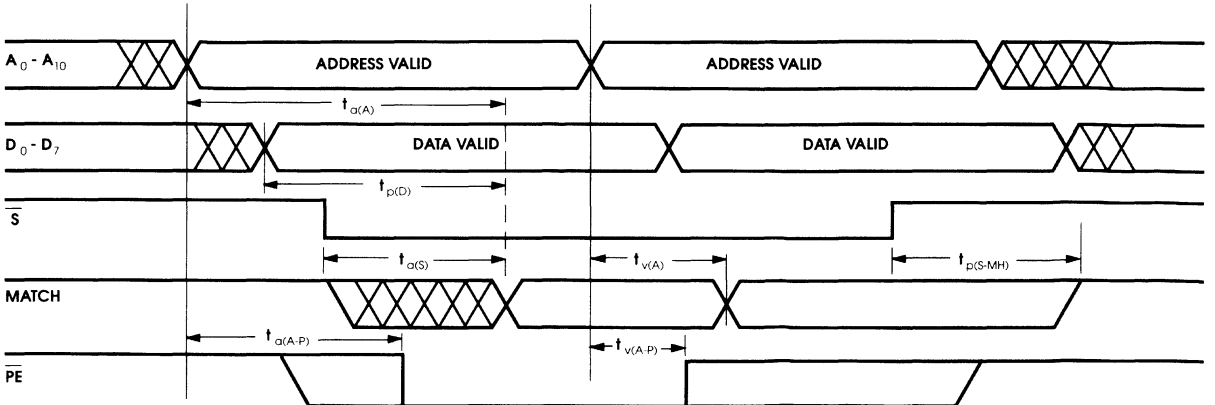 A0 - A10 ADDRESS VALID ADDRESS VALID
ta(A)
D0 - D7 DATA VALID DATA VALID
tp(D)
S̅
ta(S) tv(A) tp(S-MH)
MATCH
ta(A-P) tv(A-P)
P̅E̅